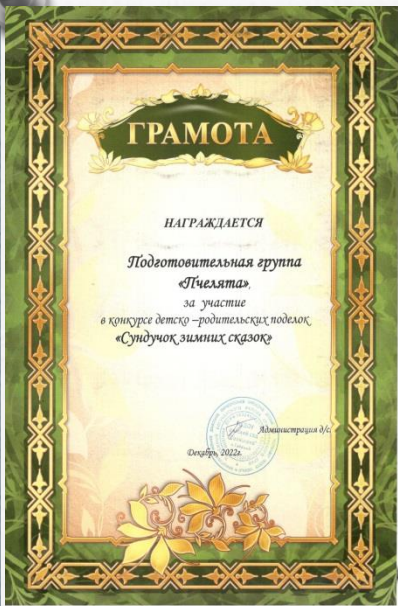 ГРАМОТА
НАГРАЖДАЕТСЯ
Подготовительная группа
«Пчелята»,
за участие
в конкурсе детско –родительских поделок
«Сундучок зимних сказок»
Администрация д/с
Декабрь, 2022г.